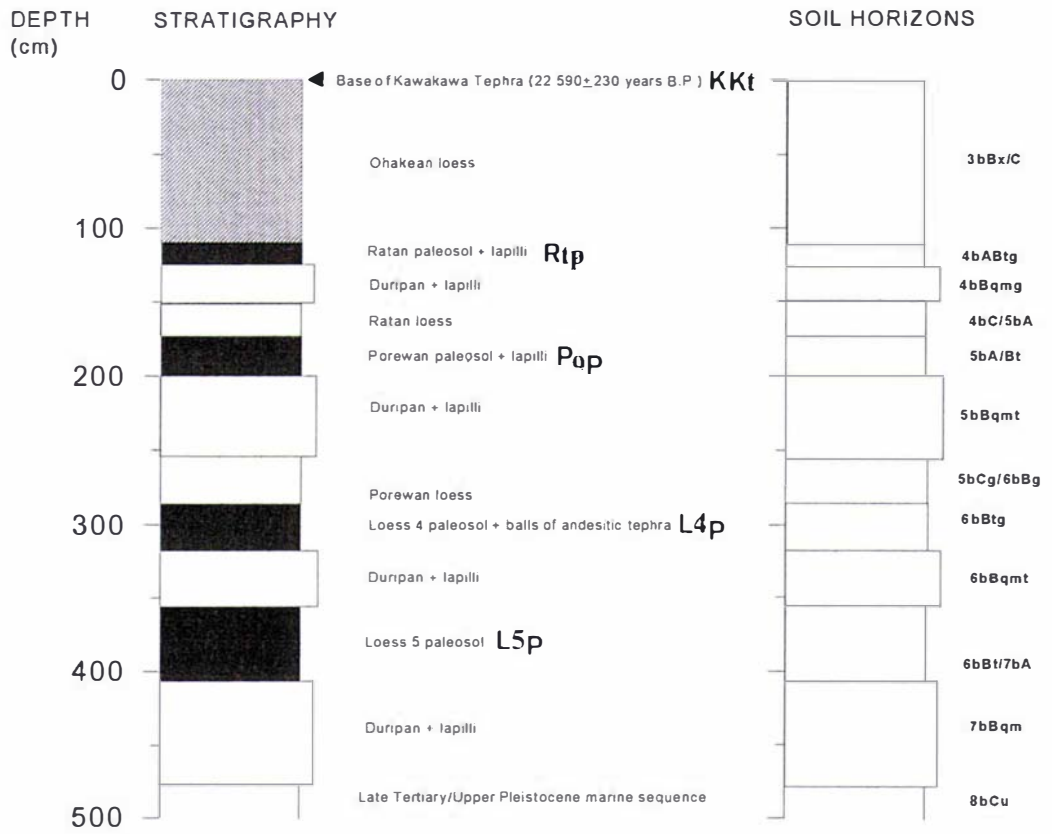 DEPTH
(cm)
STRATIGRAPHY
SOIL HORIZONS
0
Base of Kawakawa Tephra (22 590±230 years B.P.) KKt
Ohakean loess
3bBx/C
100
Ratan paleosol + lapilli Rtp
4bABtg
Duripan + lapilli
4bBqmg
Ratan loess
4bC/5bA
Porewan paleosol + lapilli Pop
5bA/Bt
200
Duripan + lapilli
5bBqmt
Porewan loess
5bCg/6bBg
300
Loess 4 paleosol + balls of andesitic tephra L4p
6bBtg
Duripan + lapilli
6bBqmt
Loess 5 paleosol L5p
400
6bBt/7bA
Duripan + lapilli
7bBqm
Late Tertiary/Upper Pleistocene marine sequence
8bCu
500